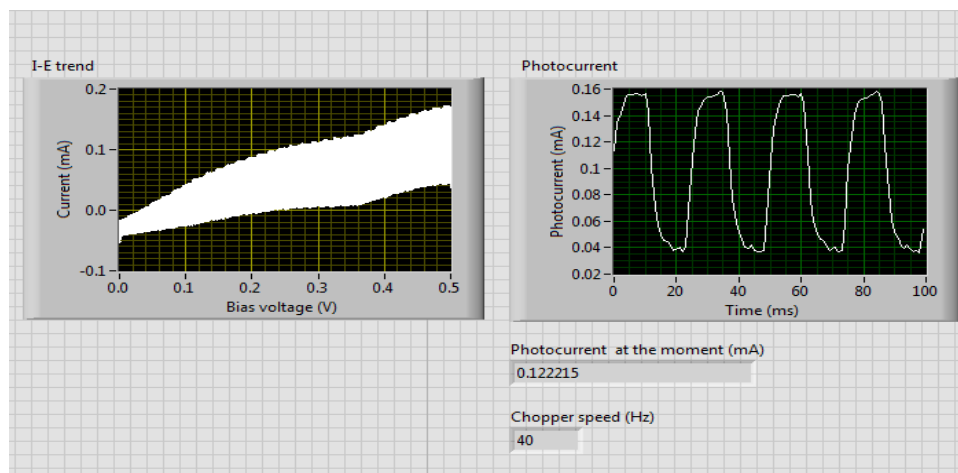 I-E trend
0.2
0.1
0.0
-0.1
Current (mA)
0.0 0.1 0.2 0.3 0.4 0.5
Bias voltage (V)
Photocurrent
0.16
0.14
0.12
0.1
0.08
0.06
0.04
0.02
Photocurrent (mA)
0 20 40 60 80 100
Time (ms)
Photocurrent at the moment (mA)
0.122215
Chopper speed (Hz)
40